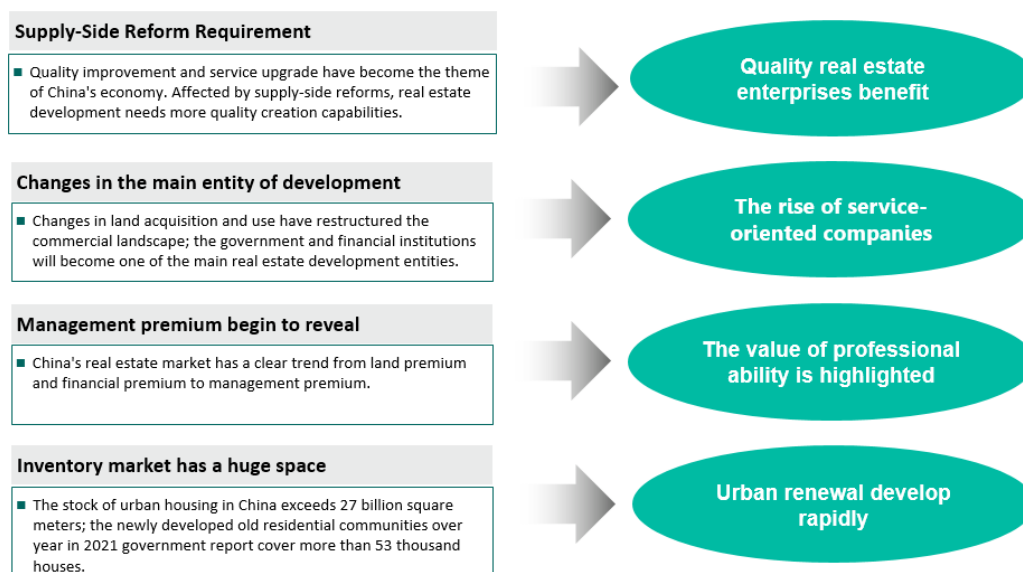 Supply-Side Reform Requirement
■ Quality improvement and service upgrade have become the theme
of China's economy. Affected by supply-side reforms, real estate
development needs more quality creation capabilities.
Quality real estate
enterprises benefit
Changes in the main entity of development
■ Changes in land acquisition and use have restructured the
commercial landscape; the government and financial institutions
will become one of the main real estate development entities.
The rise of service-
oriented companies
Management premium begin to reveal
■ China's real estate market has a clear trend from land premium
and financial premium to management premium.
The value of professional
ability is highlighted
Inventory market has a huge space
■ The stock of urban housing in China exceeds 27 billion square
meters; the newly developed old residential communities over
year in 2021 government report cover more than 53 thousand
houses.
Urban renewal develop
rapidly